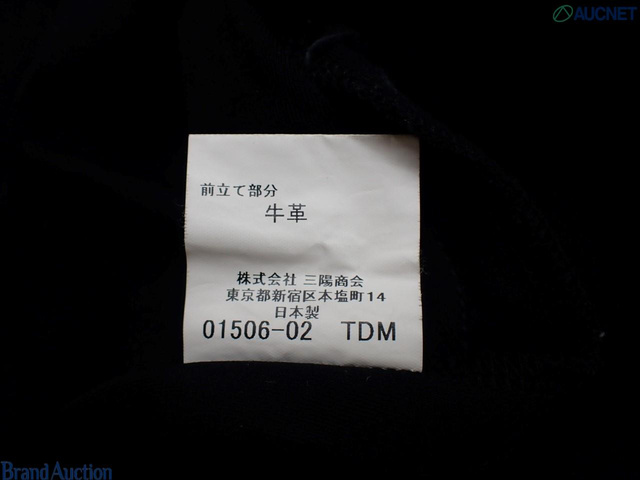 AUCNET
前立て部分
牛革
株式会社 三陽商会
東京都新宿区本塩町14
日本製
01506-02 TDM
Brand Auction